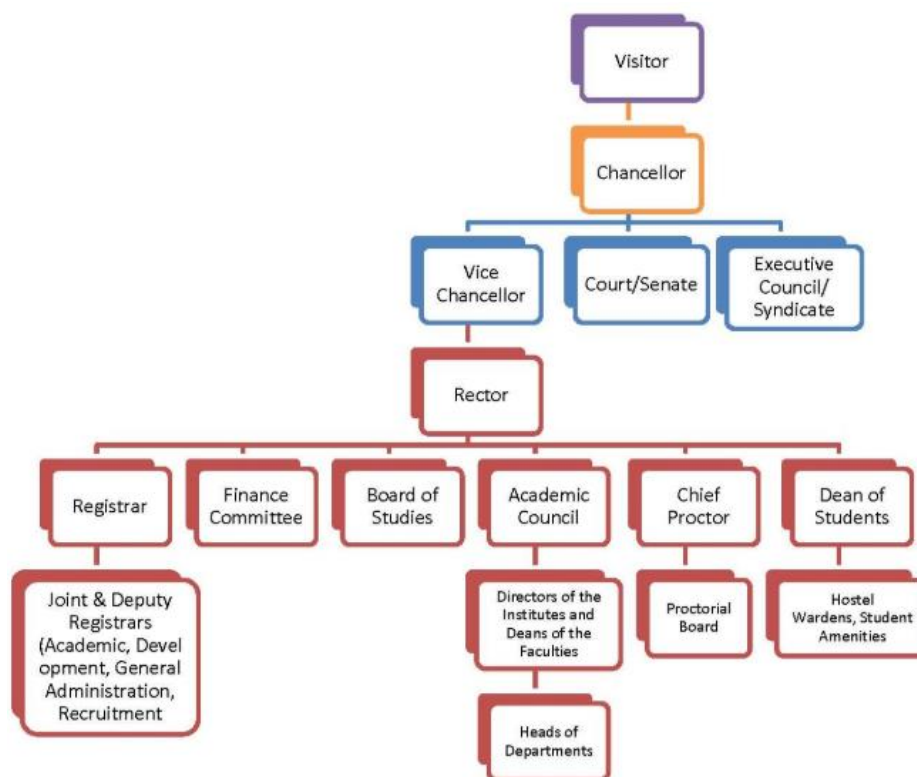 Visitor
Chancellor
Vice
Chancellor
Court/Senate
Executive
Council/
Syndicate
Rector
Registrar
Finance
Committee
Board of
Studies
Academic
Council
Chief
Proctor
Dean of
Students
Joint & Deputy
Registrars
(Academic, Devel
opment, General
Administration,
Recruitment
Directors of the
Institutes and
Deans of the
Faculties
Proctorial
Board
Hostel
Wardens, Student
Amenities
Heads of
Departments